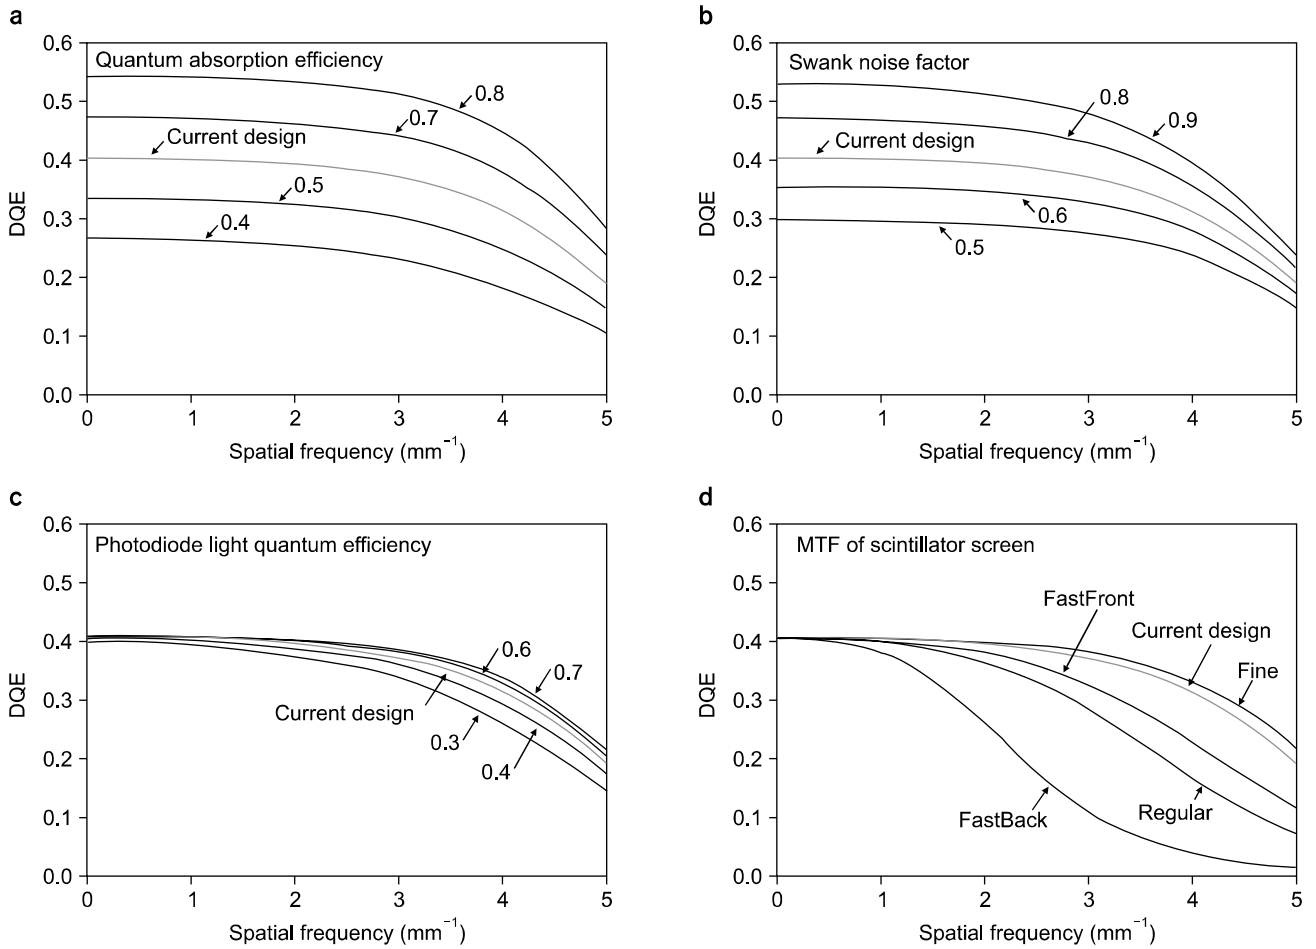 a
0.6
0.5
0.4
0.3
0.2
0.1
0.0
DQE
Quantum absorption efficiency
0.8
0.7
Current design
0.5
0.4
0 1 2 3 4 5
Spatial frequency (mm⁻¹)
b
0.6
0.5
0.4
0.3
0.2
0.1
0.0
DQE
Swank noise factor
0.8
0.9
Current design
0.6
0.5
0 1 2 3 4 5
Spatial frequency (mm⁻¹)
c
0.6
0.5
0.4
0.3
0.2
0.1
0.0
DQE
Photodiode light quantum efficiency
0.6
0.7
Current design
0.3
0.4
0 1 2 3 4 5
Spatial frequency (mm⁻¹)
d
0.6
0.5
0.4
0.3
0.2
0.1
0.0
DQE
MTF of scintillator screen
FastFront
Current design
Fine
FastBack
Regular
0 1 2 3 4 5
Spatial frequency (mm⁻¹)